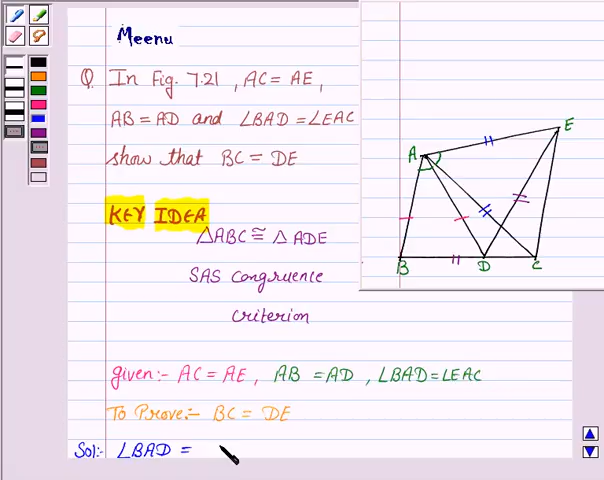 Meenu
Q. In Fig. 7.21, AC = AE,
AB = AD and ∠BAD = ∠EAC
show that BC = DE
KEY IDEA
△ABC ≅ △ADE
SAS congruence
criterion
given:- AC = AE, AB = AD, ∠BAD = ∠EAC
To Prove:- BC = DE
Sol:- ∠BAD =
E
A
B
D
C